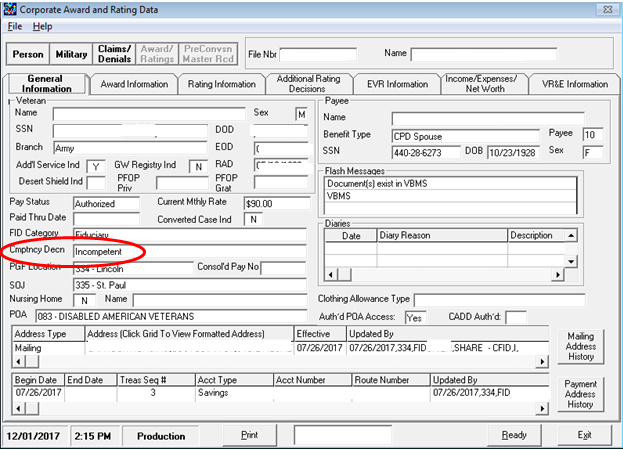 Corporate Award and Rating Data
File Help
Person Military Claims/ Denials Award/ Ratings PreConvsn Master Rcd File Nbr Name
General Information Award Information Rating Information Additional Rating Decisions EVR Information Income/Expenses/ Net Worth VR&E Information
Veteran
Name Sex M
SSN DOD
Branch Army EOD
Add'l Service Ind Y GW Registry Ind N RAD
Desert Shield Ind PFOP Priv PFOP Grat
Payee
Name
Benefit Type CPD Spouse Payee 10
SSN 440-28-6273 DOB 10/23/1928 Sex F
Flash Messages
Document(s) exist in VBMS
VBMS
Pay Status Authorized Current Mthly Rate $90.00
Paid Thru Date Converted Case Ind N
FID Category Fiduciary
Cmptncy Decn Incompetent
PGF Location 334 - Lincoln Consol'd Pay No
SOJ 335 - St. Paul
Nursing Home N Name
POA 083 - DISABLED AMERICAN VETERANS
Diaries
Date Diary Reason Description
Clothing Allowance Type
Auth'd POA Access: Yes CADD Auth'd:
Address Type Address (Click Grid To View Formatted Address) Effective Updated By
Mailing 07/26/2017 07/26/2017,334,FID ,SHARE - CFID,I,
Mailing Address History
Begin Date End Date Treas Seq # Acct Type Acct Number Route Number Updated By
07/26/2017 3 Savings 07/26/2017,334,FID
Payment Address History
12/01/2017 2:15 PM Production Print Ready Exit